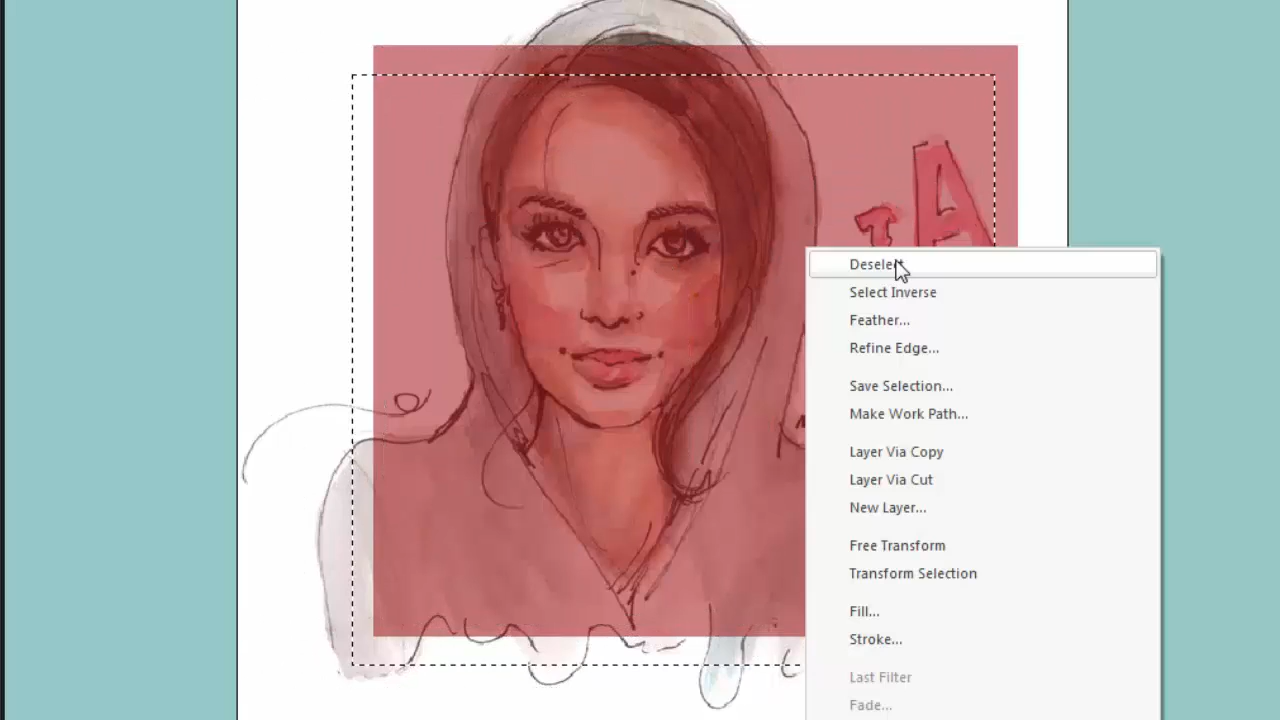 IA
Deselect
Select Inverse
Feather...
Refine Edge...
Save Selection...
Make Work Path...
Layer Via Copy
Layer Via Cut
New Layer...
Free Transform
Transform Selection
Fill...
Stroke...
Last Filter
Fade...